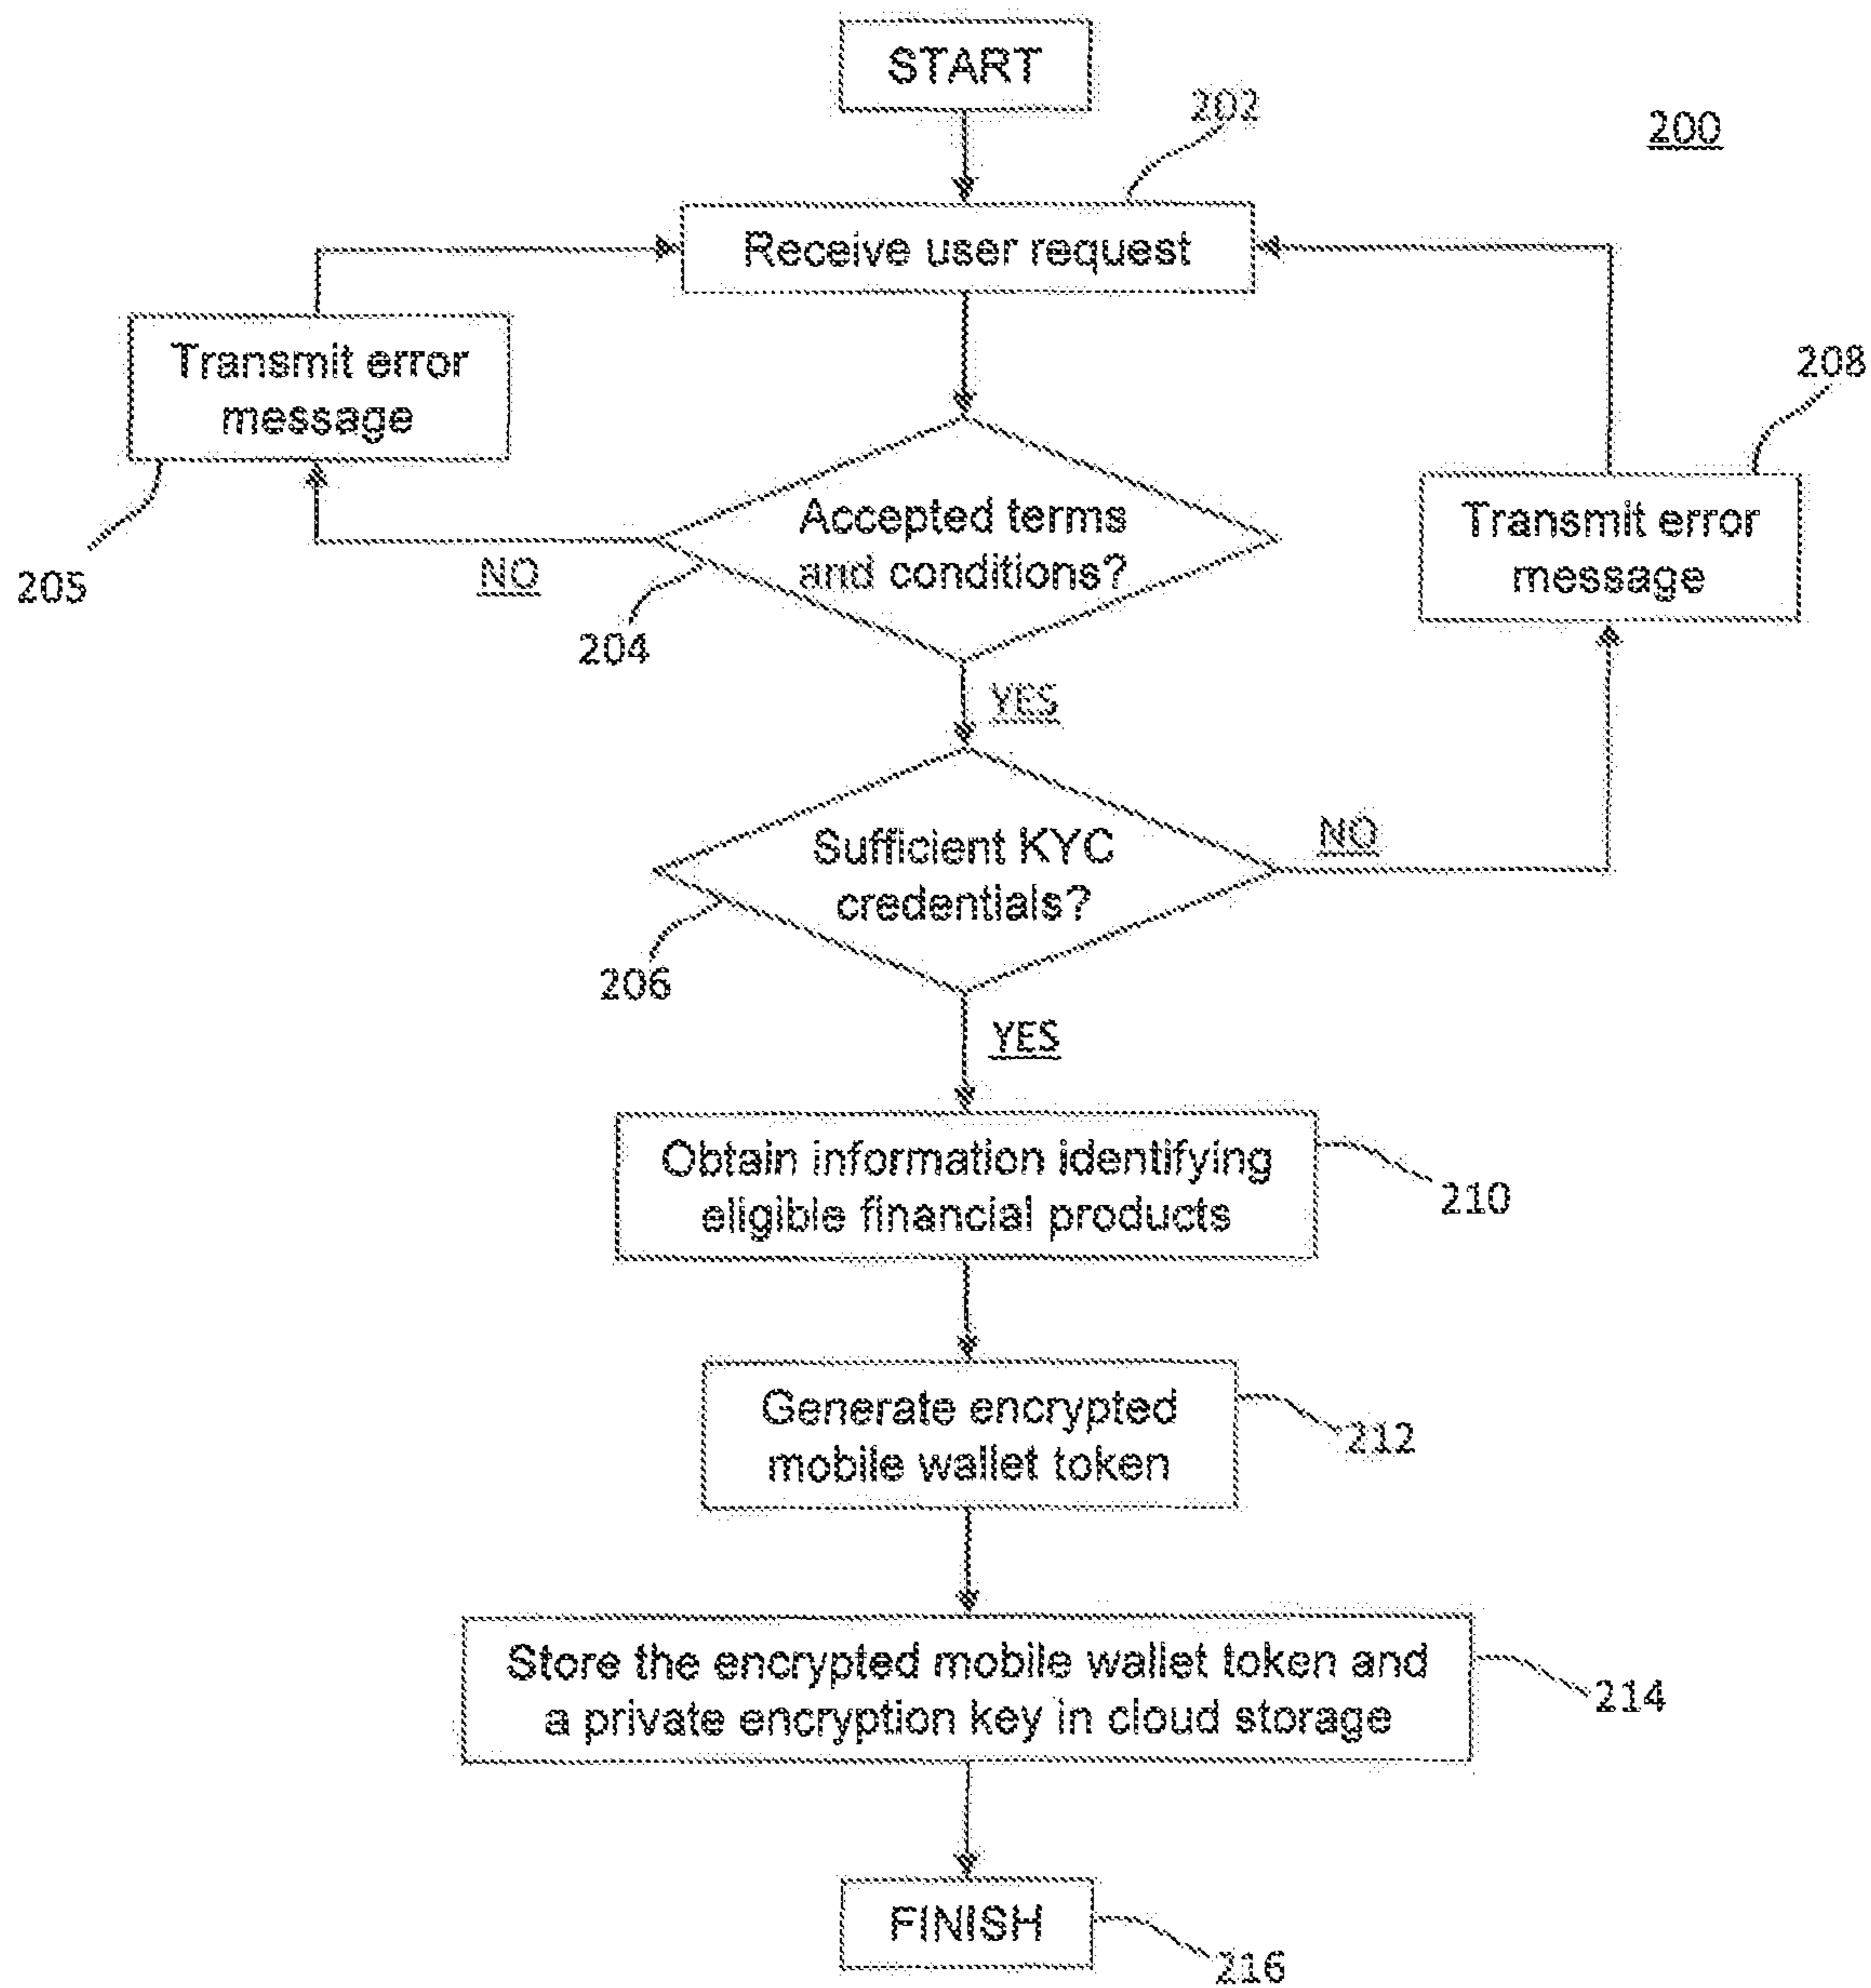 START
202
200
Receive user request
Transmit error
message
208
Accepted terms
and conditions?
Transmit error
message
NO
205
204
YES
Sufficient KYC
credentials?
NO
206
YES
Obtain information identifying
eligible financial products
210
Generate encrypted
mobile wallet token
212
Store the encrypted mobile wallet token and
a private encryption key in cloud storage
214
FINISH
216